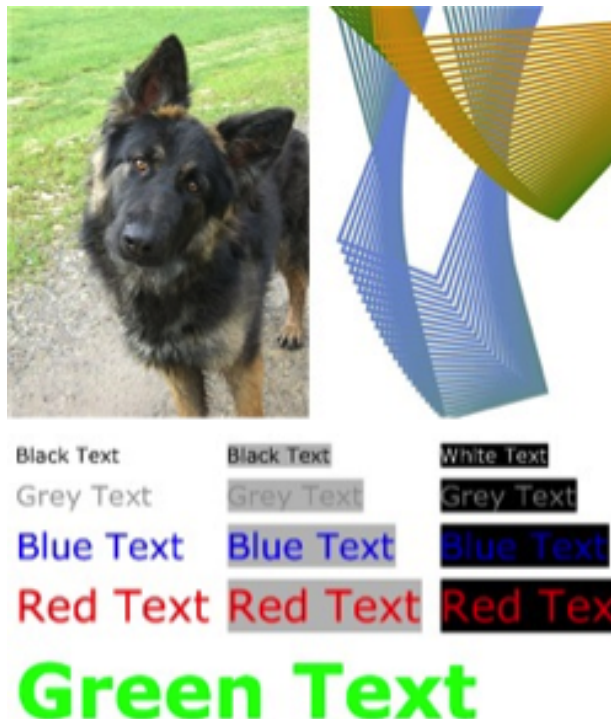 Black Text Black Text White Text
Grey Text Grey Text Grey Text
Blue Text Blue Text Blue Text
Red Text Red Text Red Tex
Green Text